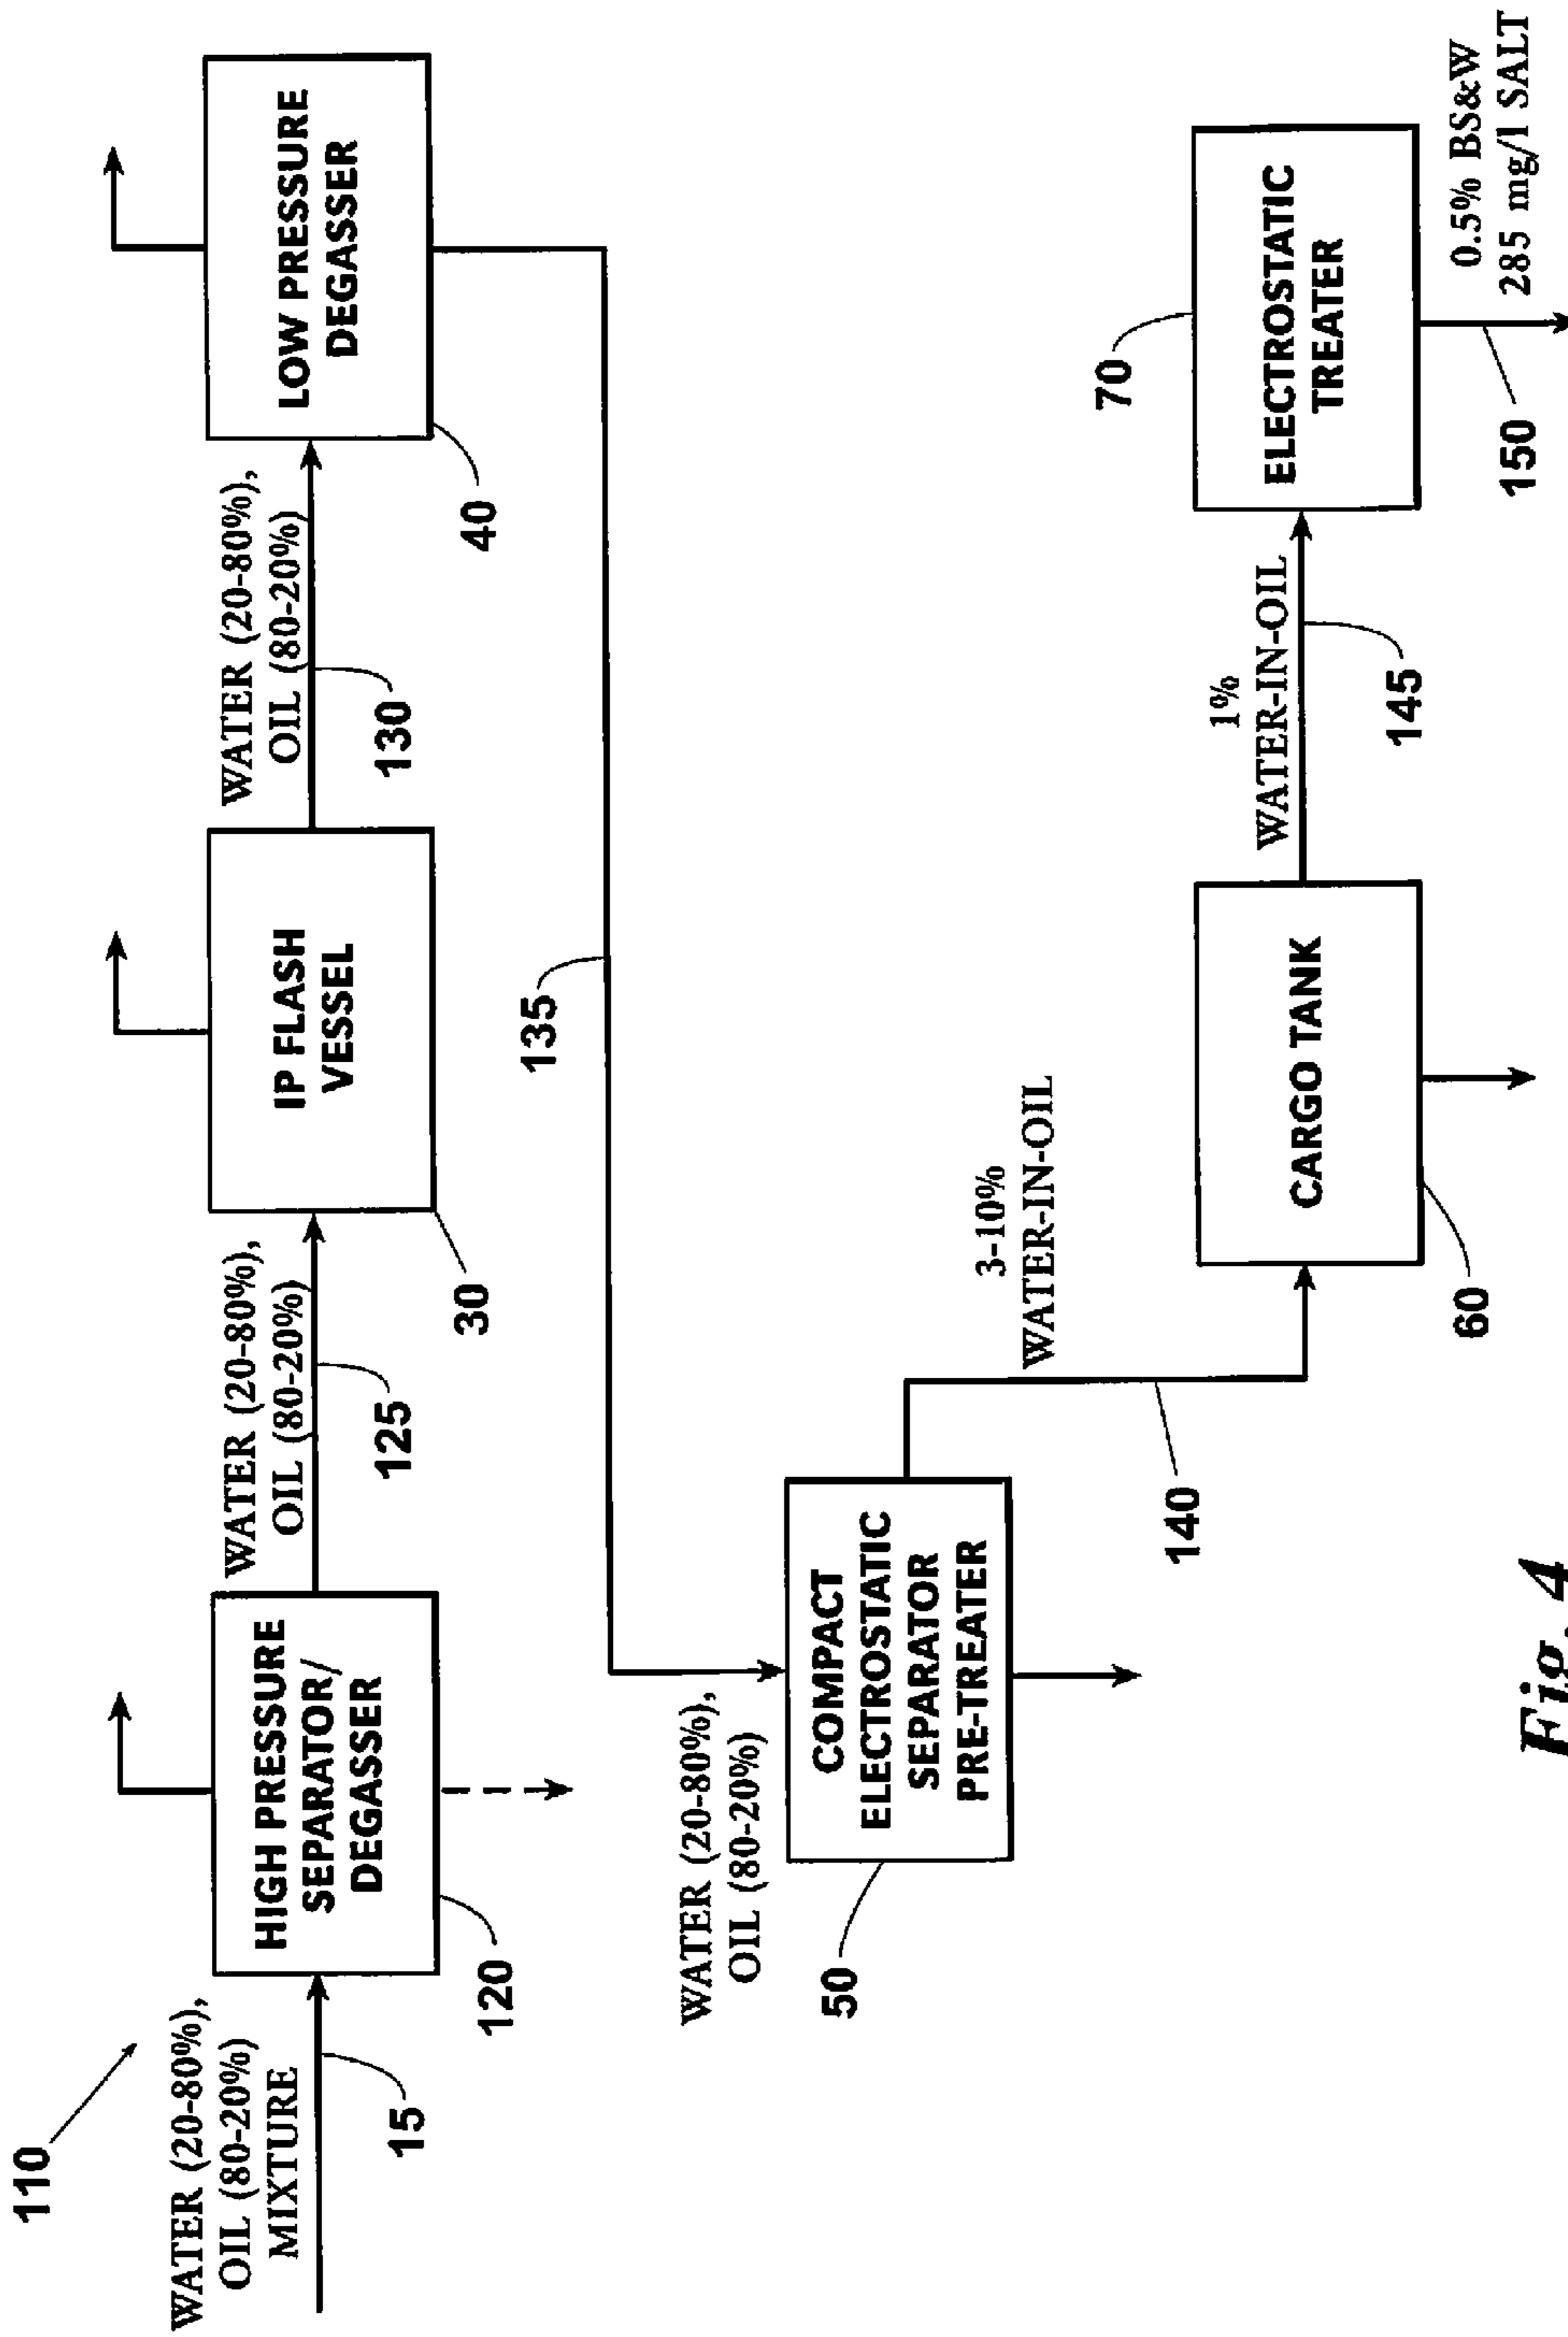 110
WATER (20-80%),
OIL (80-20%)
MIXTURE
15
HIGH PRESSURE
SEPARATOR/
DEGASSER
120
WATER (20-80%),
OIL (80-20%)
125
IP FLASH
VESSEL
30
WATER (20-80%),
OIL (80-20%)
130
LOW PRESSURE
DEGASSER
40
135
WATER (20-80%),
OIL (80-20%)
COMPACT
ELECTROSTATIC
SEPARATOR
PRE-TREATER
50
3-10%
WATER-IN-OIL
140
CARGO TANK
60
1%
WATER-IN-OIL
145
70
ELECTROSTATIC
TREATER
150
0.5% BS&W
285 mg/l SALT
Fig. 4